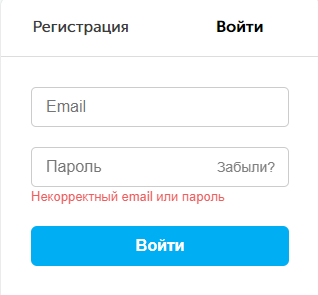 Регистрация Войти
Email
Пароль Забыли?
Некорректный email или пароль
Войти